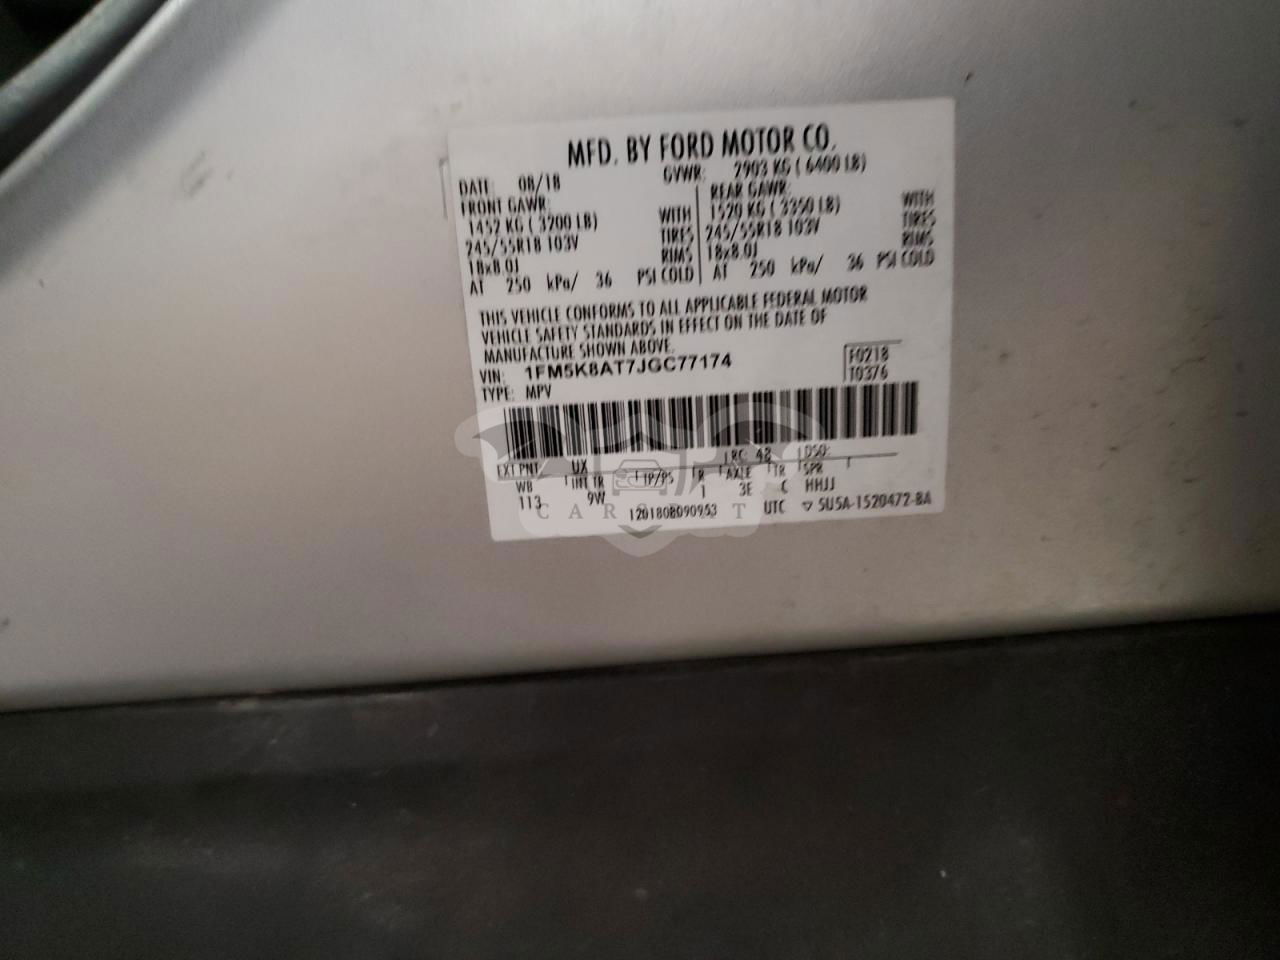 MFD. BY FORD MOTOR CO.
DATE: 08/18 GVWR: 2903 KG ( 6400 LB)
FRONT GAWR: REAR GAWR:
1452 KG ( 3200 LB) WITH 1520 KG ( 3350 LB) WITH
245/55R18 103V TIRES 245/55R18 103V TIRES
18x8.0J RIMS 18x8.0J RIMS
AT 250 kPa/ 36 PSI COLD AT 250 kPa/ 36 PSI COLD
THIS VEHICLE CONFORMS TO ALL APPLICABLE FEDERAL MOTOR
VEHICLE SAFETY STANDARDS IN EFFECT ON THE DATE OF
MANUFACTURE SHOWN ABOVE.
VIN: 1FM5K8AT7JGC77174 F0218
TYPE: MPV T0376
EXT PNT: UX RC: 48 DSO:
WB INT TR TP/PS R AXLE TR SPR
113 9W 1 3E C HHJJ
1201808090953 UTC ▽ 5U5A-1520472-BA